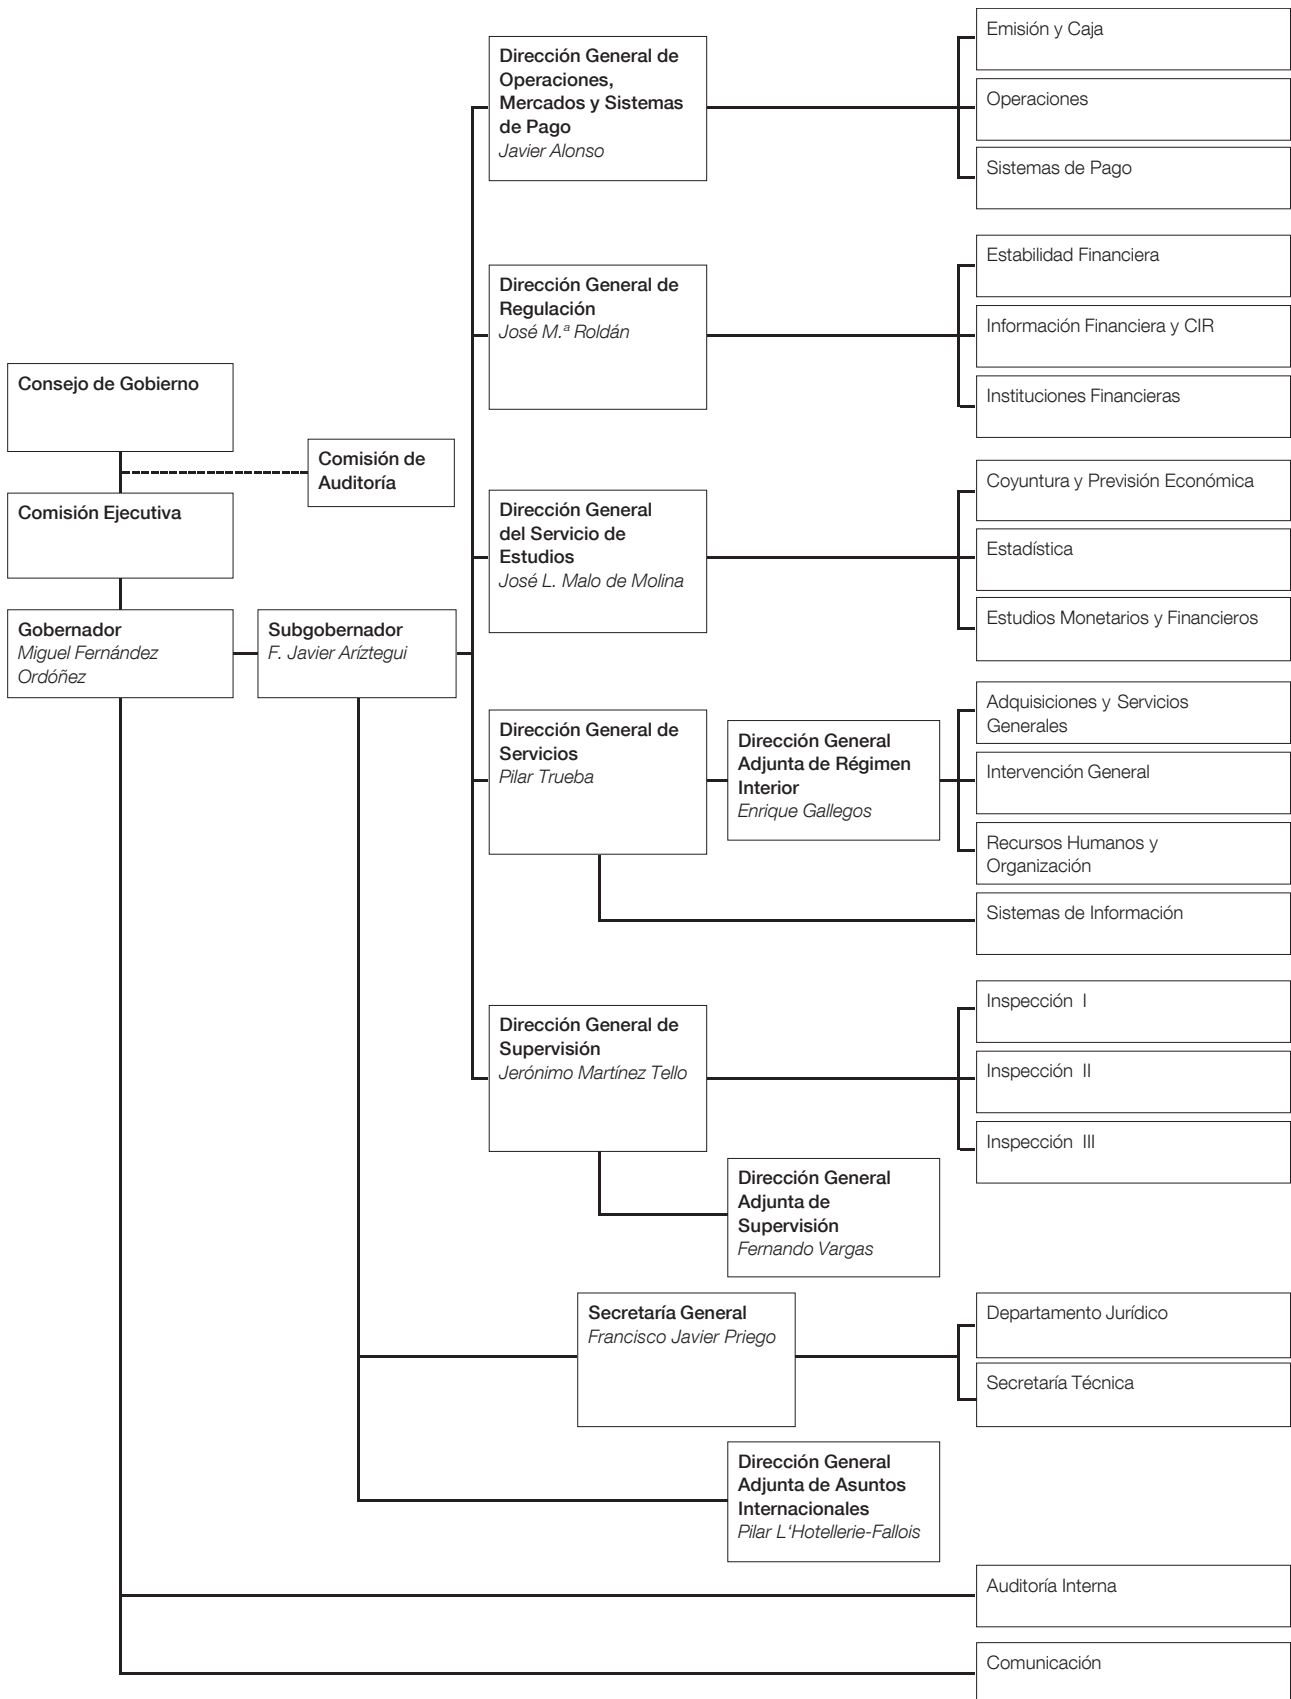 Consejo de Gobierno
Comisión de
Auditoría
Comisión Ejecutiva
Gobernador
Miguel Fernández
Ordóñez
Subgobernador
F. Javier Aríztegui
Dirección General de
Operaciones,
Mercados y Sistemas
de Pago
Javier Alonso
Emisión y Caja
Operaciones
Sistemas de Pago
Dirección General de
Regulación
José M.ª Roldán
Estabilidad Financiera
Información Financiera y CIR
Instituciones Financieras
Dirección General
del Servicio de
Estudios
José L. Malo de Molina
Coyuntura y Previsión Económica
Estadística
Estudios Monetarios y Financieros
Dirección General de
Servicios
Pilar Trueba
Dirección General
Adjunta de Régimen
Interior
Enrique Gallegos
Adquisiciones y Servicios
Generales
Intervención General
Recursos Humanos y
Organización
Sistemas de Información
Dirección General de
Supervisión
Jerónimo Martínez Tello
Inspección I
Inspección II
Inspección III
Dirección General
Adjunta de
Supervisión
Fernando Vargas
Secretaría General
Francisco Javier Priego
Departamento Jurídico
Secretaría Técnica
Dirección General
Adjunta de Asuntos
Internacionales
Pilar L‘Hotellerie-Fallois
Auditoría Interna
Comunicación